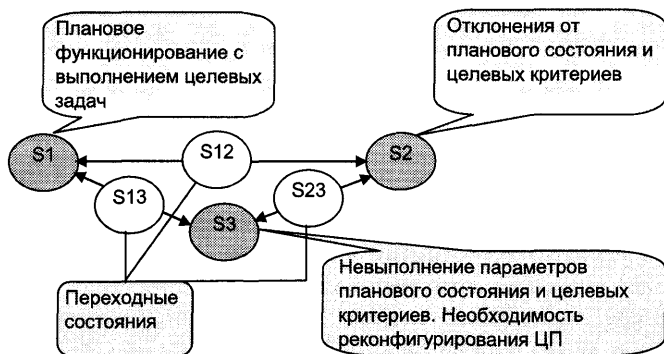 Плановое
функционирование с
выполнением целевых
задач
Отклонения от
планового состояния и
целевых критериев
S1
S12
S2
S13
S23
S3
Переходные
состояния
Невыполнение параметров
планового состояния и целевых
критериев. Необходимость
реконфигурирования ЦП